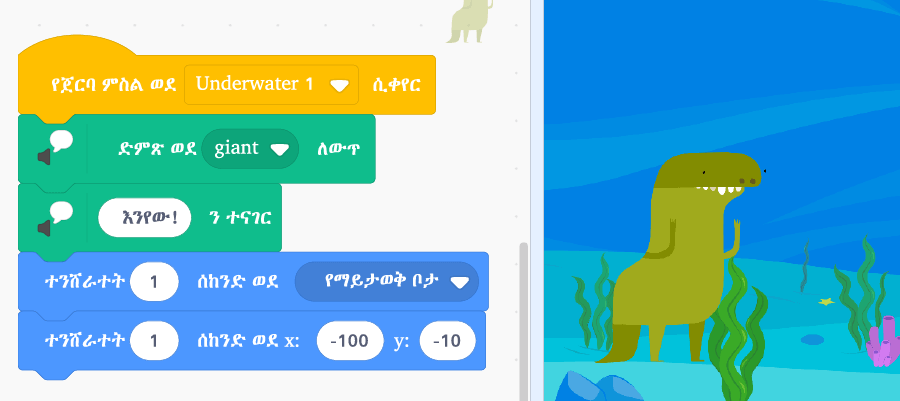 የጀርባ ምስል ወደ Underwater 1 ሲቀየር
ድምጽ ወደ giant ለውጥ
እንየው! ን ተናገር
ተንሸራተት 1 ሰከንድ ወደ የማይታወቅ ቦታ
ተንሸራተት 1 ሰከንድ ወደ x: -100 y: -10